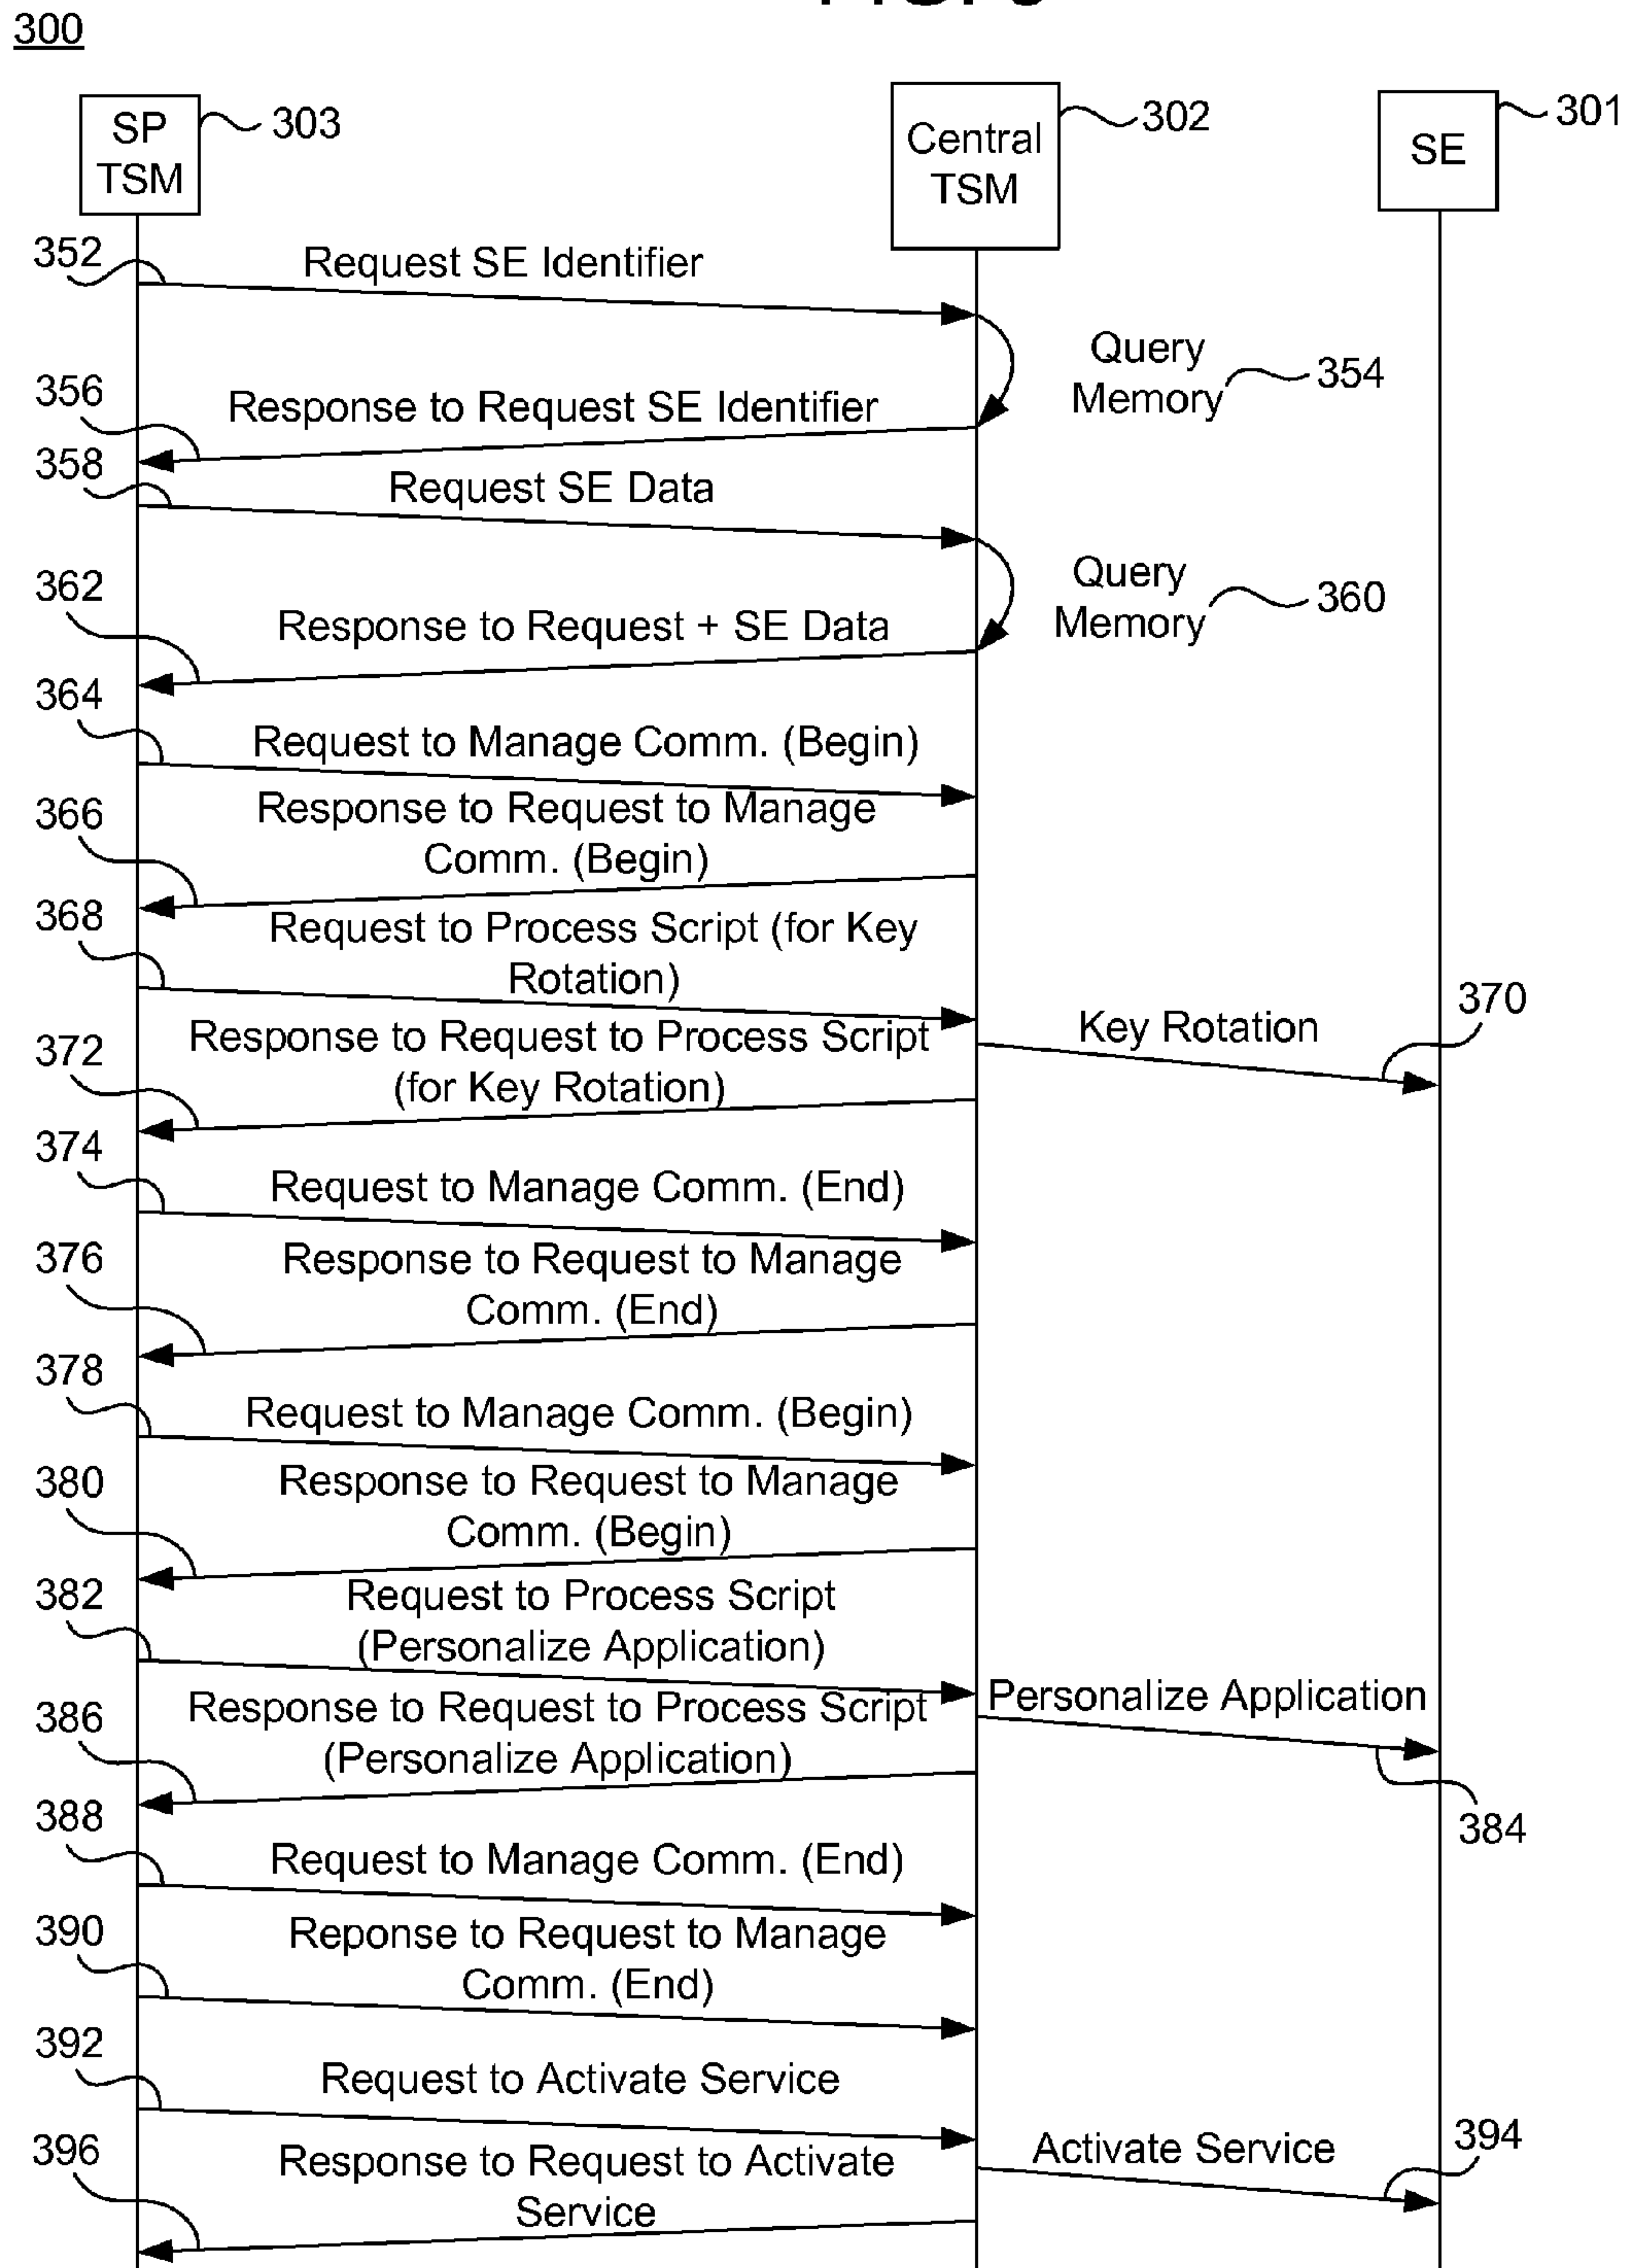 300
SP
TSM
303
Central
TSM
302
SE
301
352
Request SE Identifier
Query
Memory
354
356
Response to Request SE Identifier
358
Request SE Data
Query
Memory
360
362
Response to Request + SE Data
364
Request to Manage Comm. (Begin)
366
Response to Request to Manage
Comm. (Begin)
368
Request to Process Script (for Key
Rotation)
Key Rotation
370
372
Response to Request to Process Script
(for Key Rotation)
374
Request to Manage Comm. (End)
376
Response to Request to Manage
Comm. (End)
378
Request to Manage Comm. (Begin)
380
Response to Request to Manage
Comm. (Begin)
382
Request to Process Script
(Personalize Application)
Personalize Application
384
386
Response to Request to Process Script
(Personalize Application)
388
Request to Manage Comm. (End)
390
Reponse to Request to Manage
Comm. (End)
392
Request to Activate Service
Activate Service
394
396
Response to Request to Activate
Service